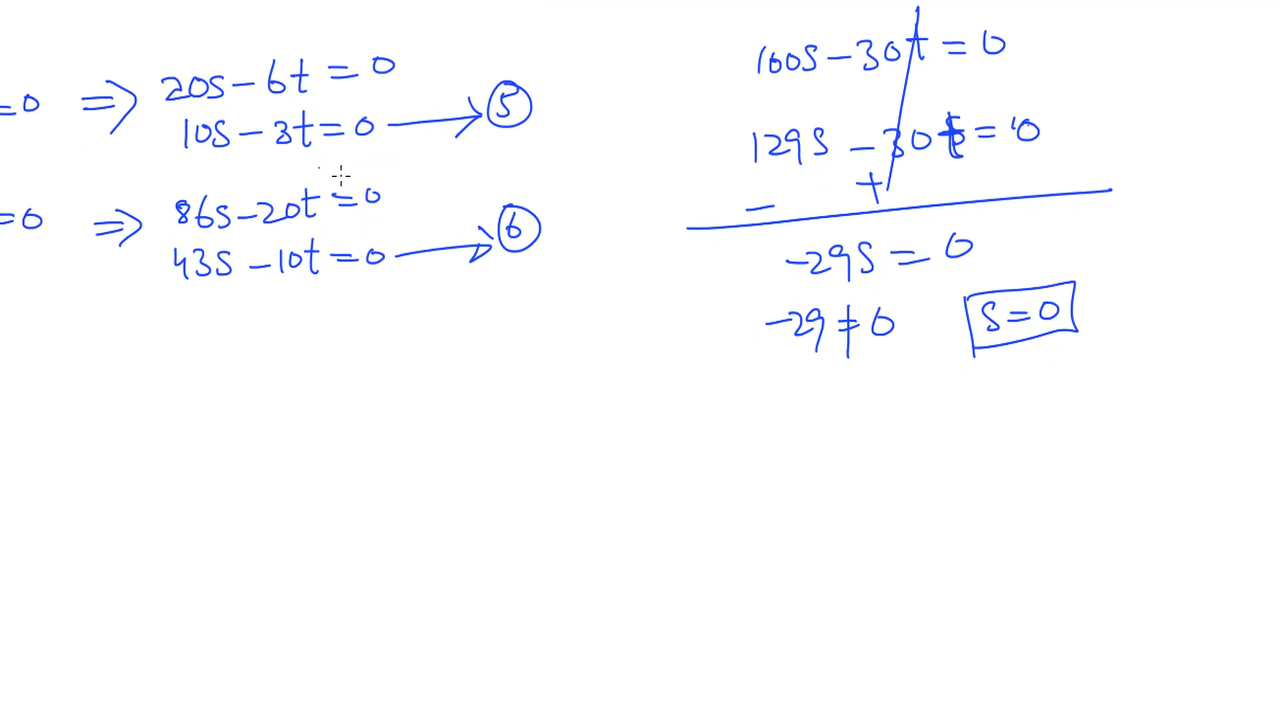 =0 ⇒ 20s - 6t = 0
10s - 3t = 0 → ⑤
=0 ⇒ 86s - 20t = 0
43s - 10t = 0 → ⑥
100s - 30t = 0
129s - 30t = 0
- +
-29s = 0
-29 ≠ 0 s = 0